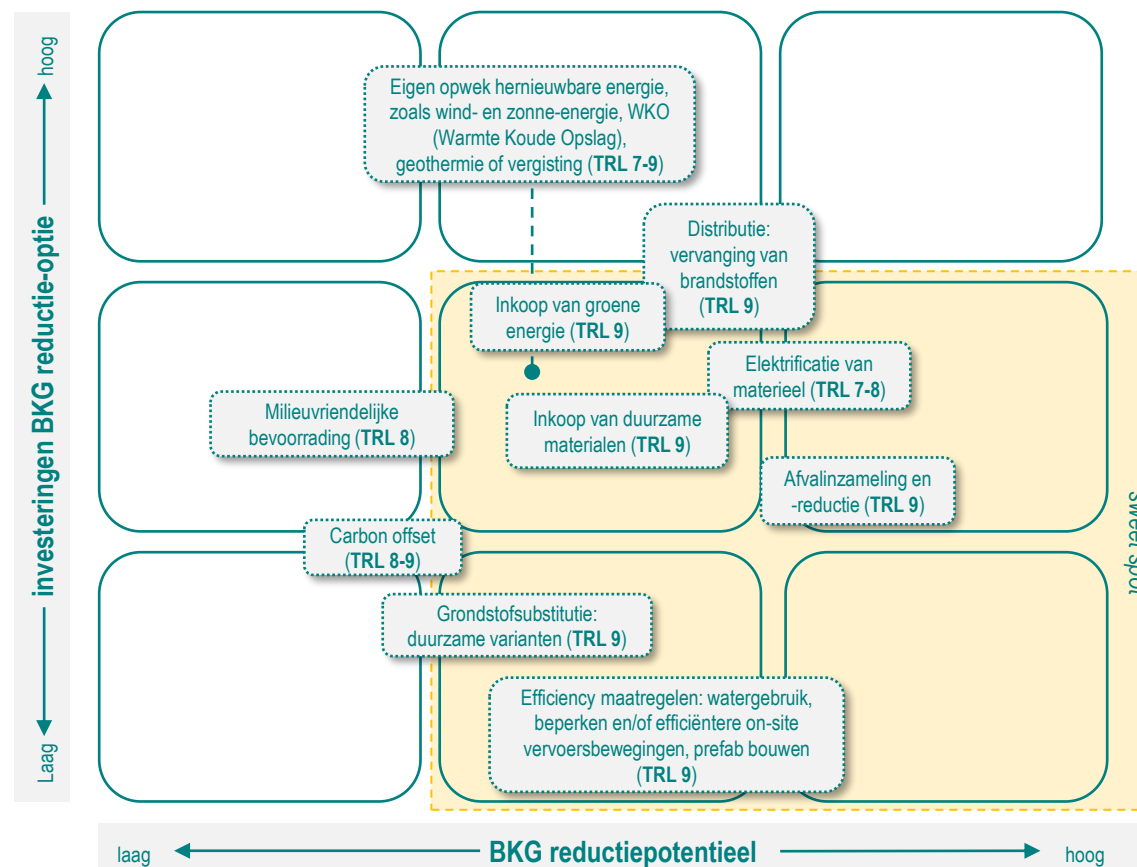 hoog
investeringen BKG reductie-optie
Laag
Eigen opwek hernieuwbare energie,
zoals wind- en zonne-energie, WKO
(Warmte Koude Opslag),
geothermie of vergisting (TRL 7-9)
Distributie:
vervanging van
brandstoffen
(TRL 9)
Inkoop van groene
energie (TRL 9)
Elektrificatie van
materieel (TRL 7-8)
Milieuvriendelijke
bevoorrading (TRL 8)
Inkoop van duurzame
materialen (TRL 9)
Afvalinzameling en
-reductie (TRL 9)
sweet spot
Carbon offset
(TRL 8-9)
Grondstofsubstitutie:
duurzame varianten (TRL 9)
Efficiency maatregelen: watergebruik,
beperken en/of efficiëntere on-site
vervoersbewegingen, prefab bouwen
(TRL 9)
laag
BKG reductiepotentieel
hoog